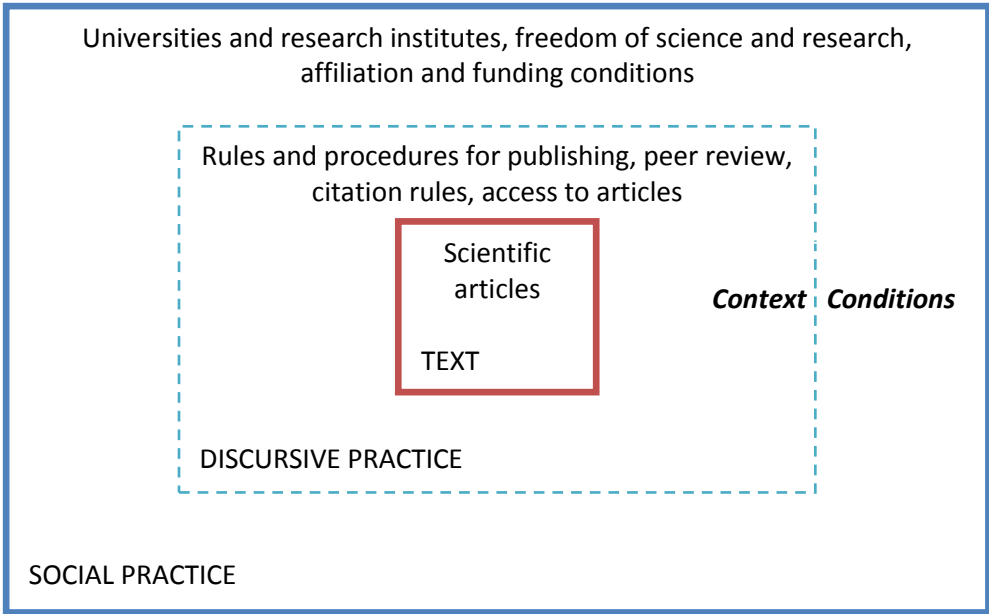 Universities and research institutes, freedom of science and research,
affiliation and funding conditions
Rules and procedures for publishing, peer review,
citation rules, access to articles
Scientific
articles
Context Conditions
TEXT
DISCURSIVE PRACTICE
SOCIAL PRACTICE